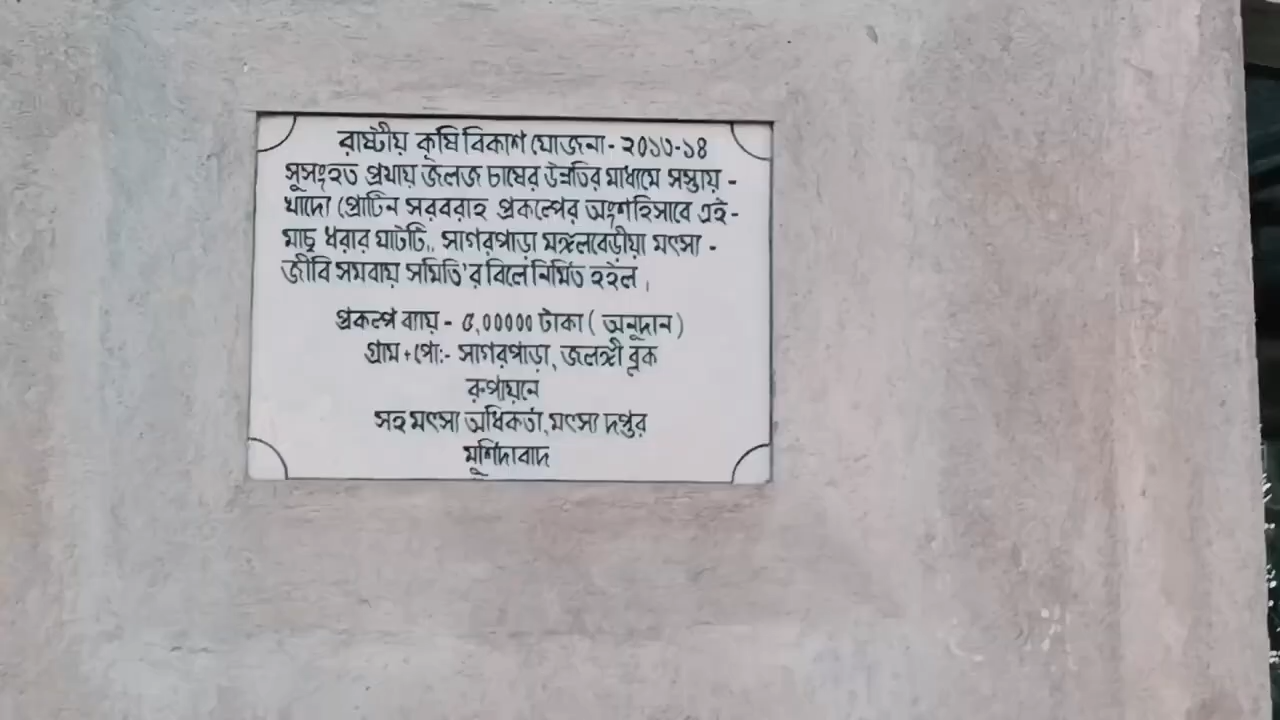 রাষ্টীয় কৃষি বিকাশ যোজনা - ২০১৩-১৪
সুসংহত প্রথায় জলজ চাষের উন্নতির মাধ্যমে সস্তায় -
খাদ্যে প্রোটিন সরবরাহ প্রকল্পের অংশহিসাবে এই -
মাছ ধরার ঘাটটি,, সাগরপাড়া মঙ্গলবেড়ীয়া মৎস্য -
জীবি সমবায় সমিতি'র বিলে নির্মিত হইল।
প্রকল্প ব্যায় - ৫,০০০০০ টাকা ( অনুদান )
গ্রাম + পো:- সাগরপাড়া, জলঙ্গী ব্লক
রুপায়নে
সহ মৎস্য অধিকর্তা, মৎস্য দপ্তর
মুর্শিদাবাদ